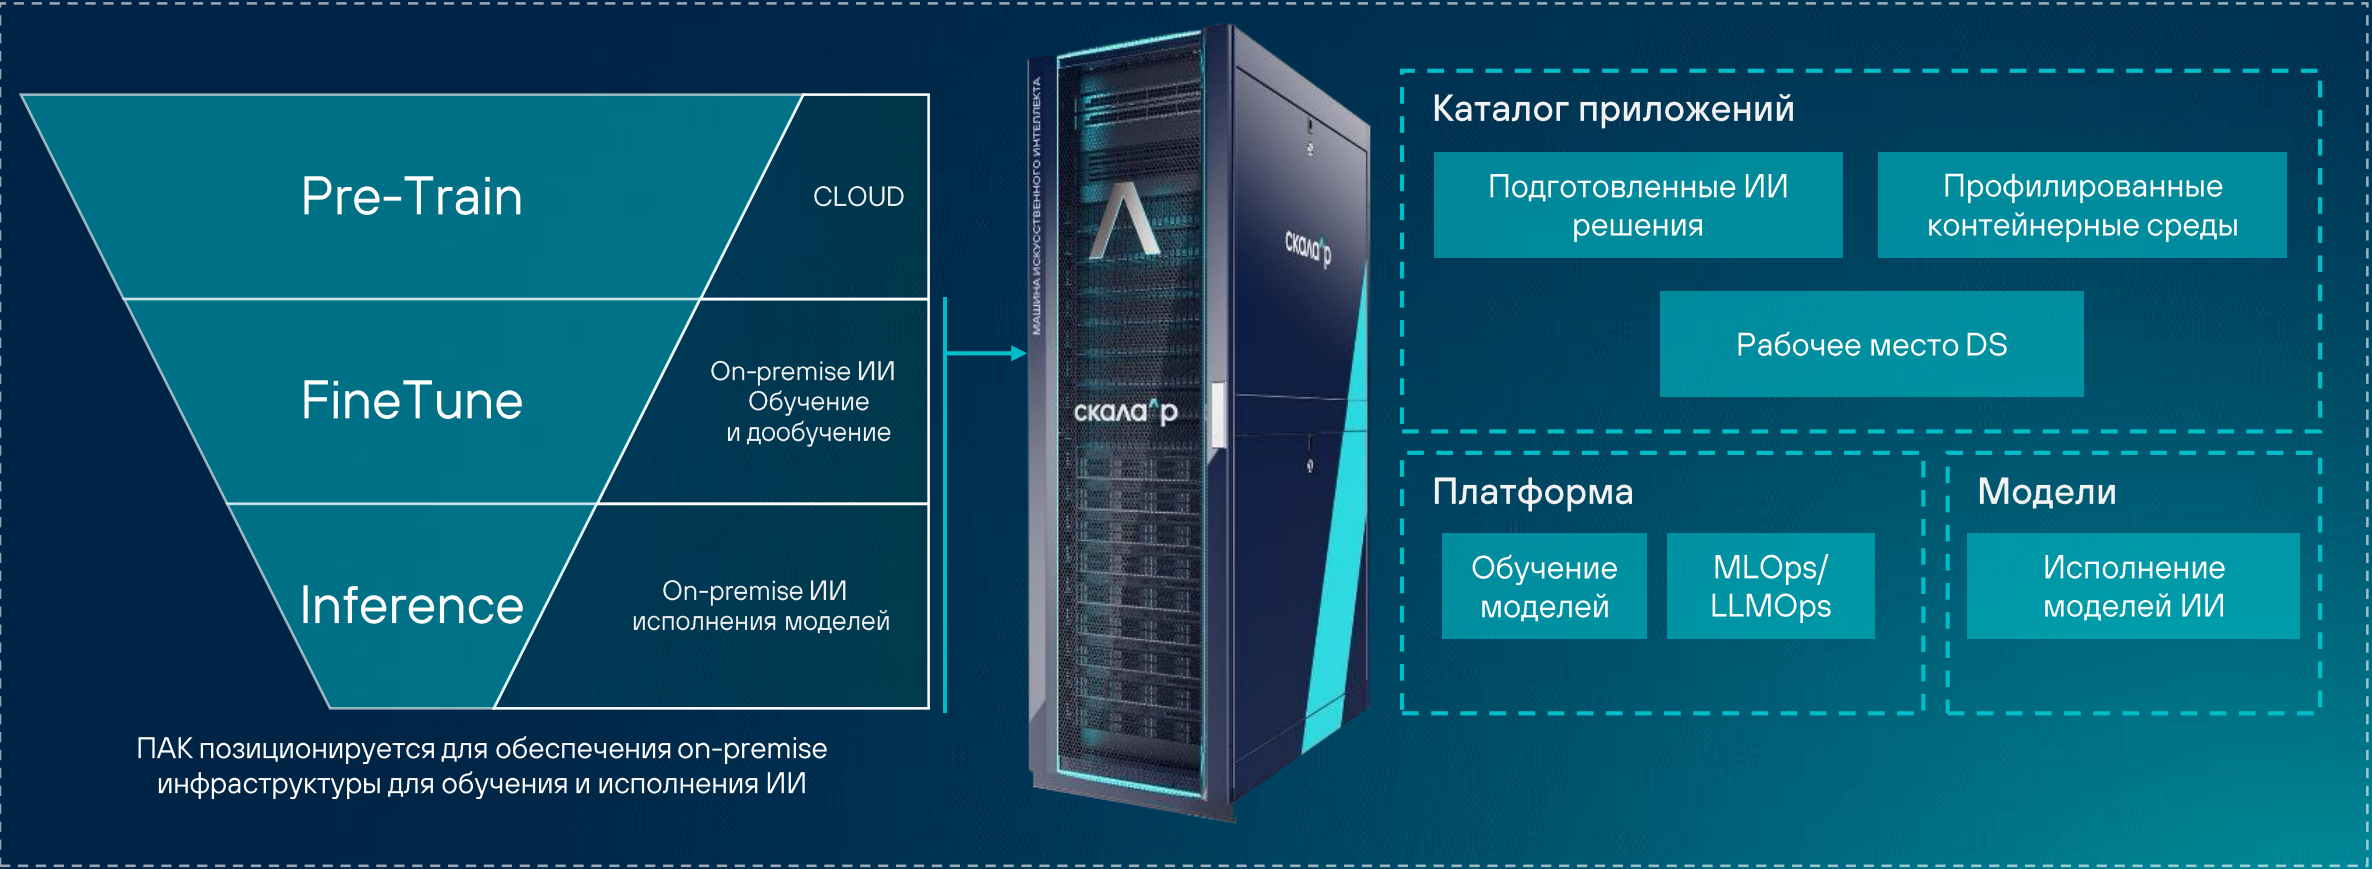 Pre-Train
CLOUD
FineTune
On-premise ИИ
Обучение
и дообучение
Inference
On-premise ИИ
исполнения моделей
ПАК позиционируется для обеспечения on-premise
инфраструктуры для обучения и исполнения ИИ
МАШИНА ИСКУССТВЕННОГО ИНТЕЛЛЕКТА
скала^р
скала^р
Каталог приложений
Подготовленные ИИ
решения
Профилированные
контейнерные среды
Рабочее место DS
Платформа
Обучение
моделей
MLOps/
LLMOps
Модели
Исполнение
моделей ИИ